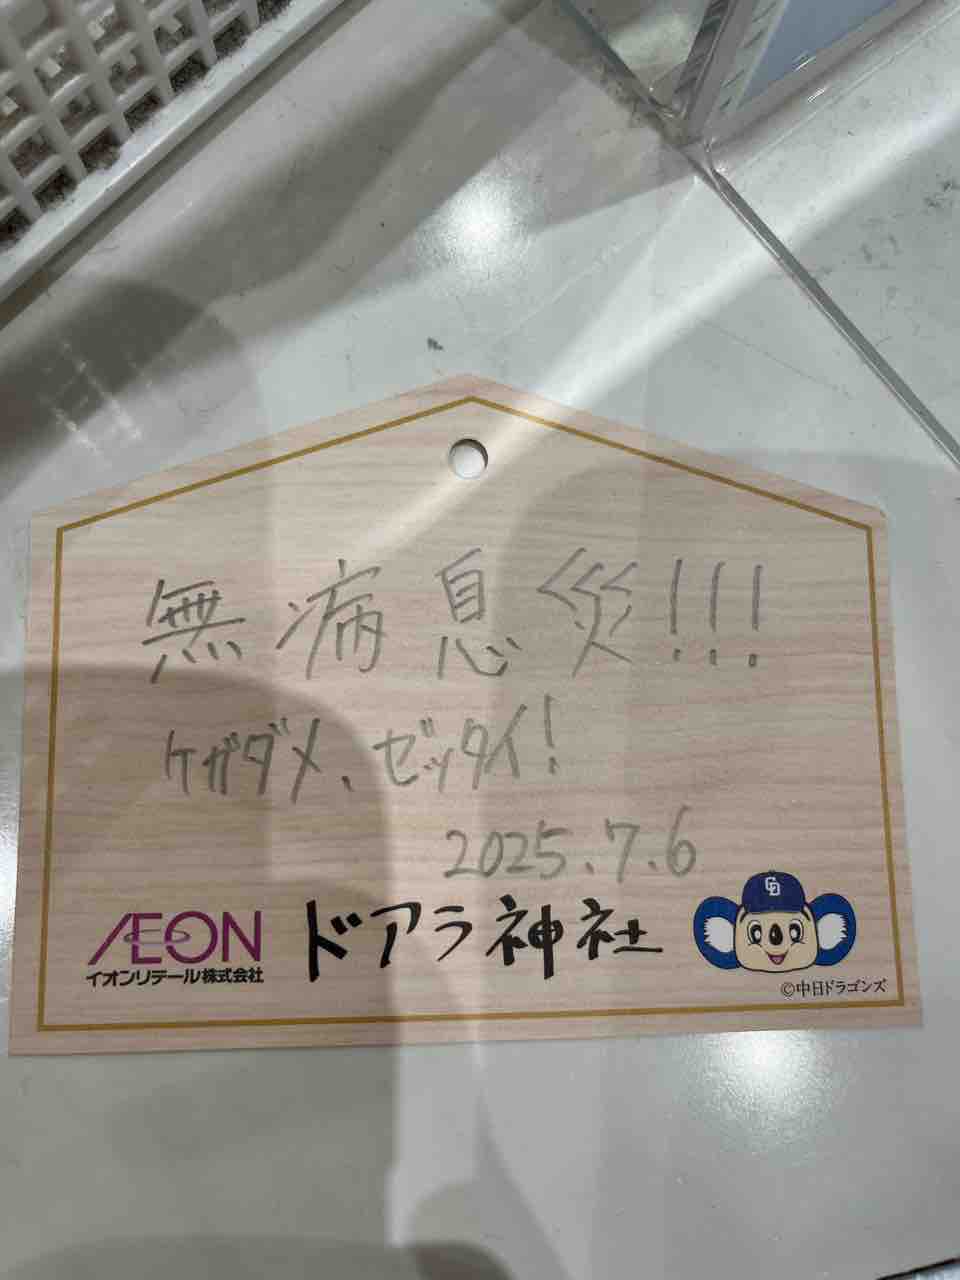 無病息災!!!
ケガダメ、ゼッタイ!
2025.7.6
AEON
イオンリテール株式会社
ドアラ神社
CD
©中日ドラゴンズ